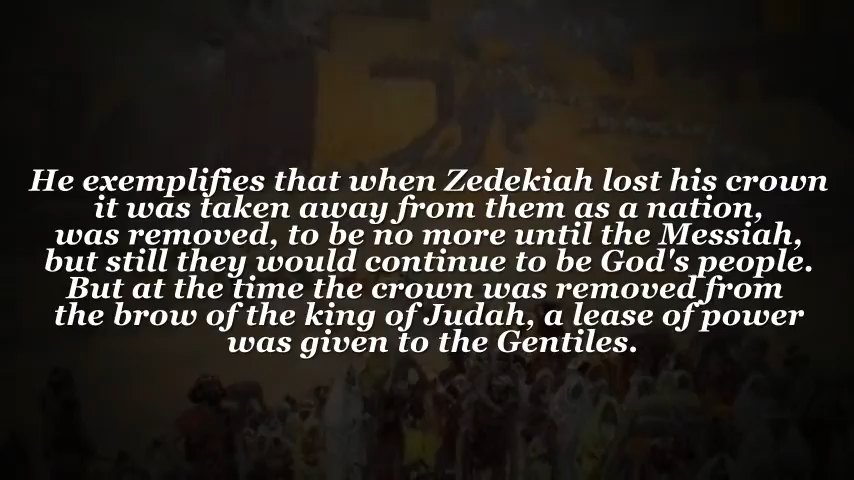 He exemplifies that when Zedekiah lost his crown
it was taken away from them as a nation,
was removed, to be no more until the Messiah,
but still they would continue to be God's people.
But at the time the crown was removed from
the brow of the king of Judah, a lease of power
was given to the Gentiles.